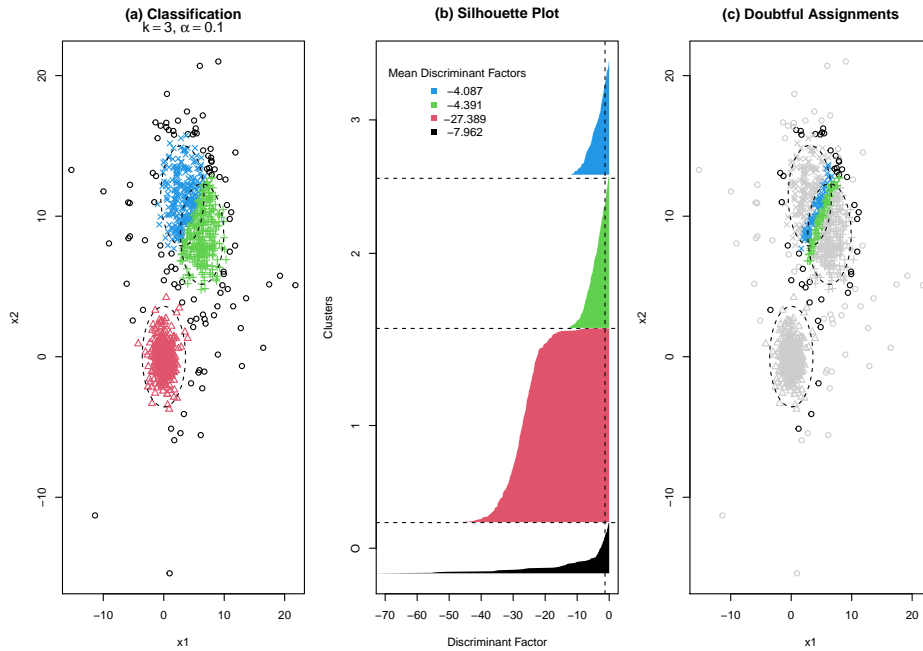 (a) Classification
k = 3, α = 0.1
x2
20
10
0
−10
−10
0
10
20
x1
(b) Silhouette Plot
Mean Discriminant Factors
−4.087
−4.391
−27.389
−7.962
Clusters
3
2
1
O
−70
−60
−50
−40
−30
−20
−10
0
Discriminant Factor
(c) Doubtful Assignments
x2
20
10
0
−10
−10
0
10
20
x1